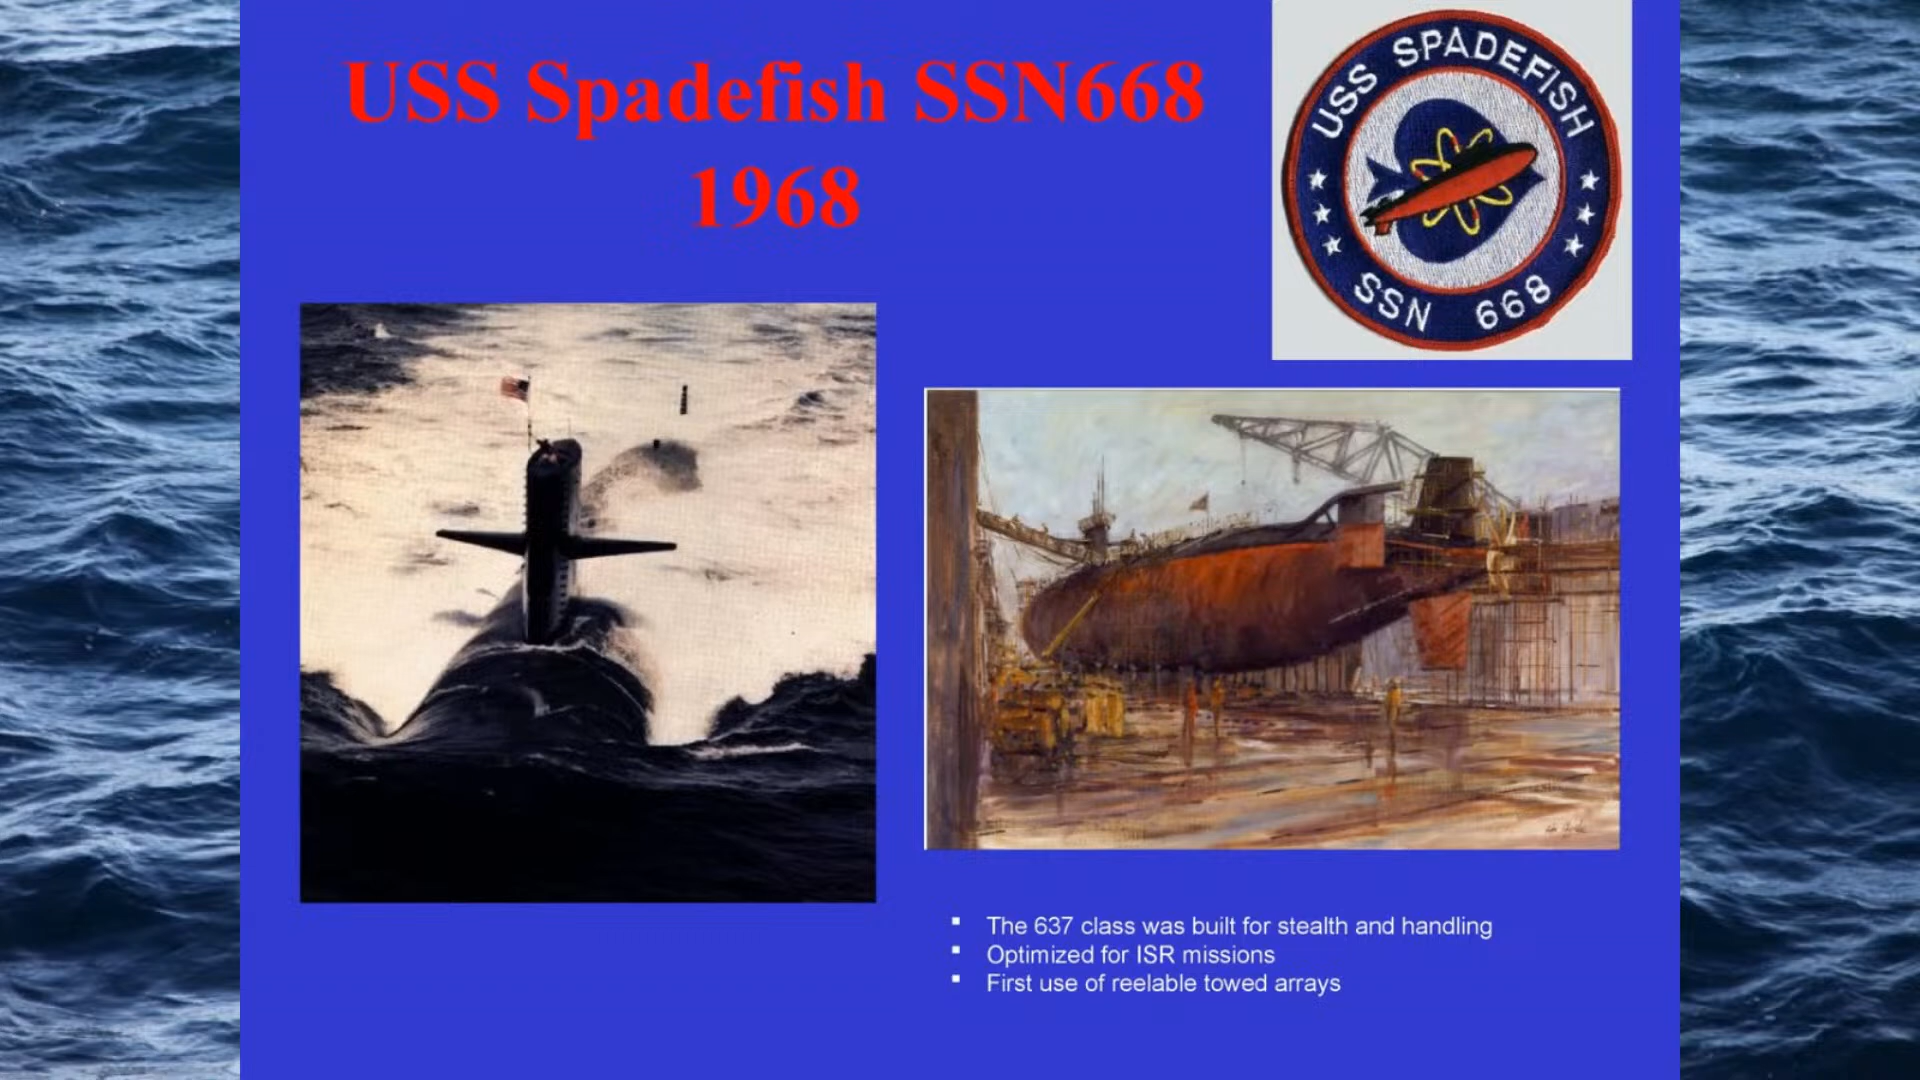 USS Spadefish SSN668
1968
USS SPADEFISH
SSN 668
The 637 class was built for stealth and handling
Optimized for ISR missions
First use of reelable towed arrays